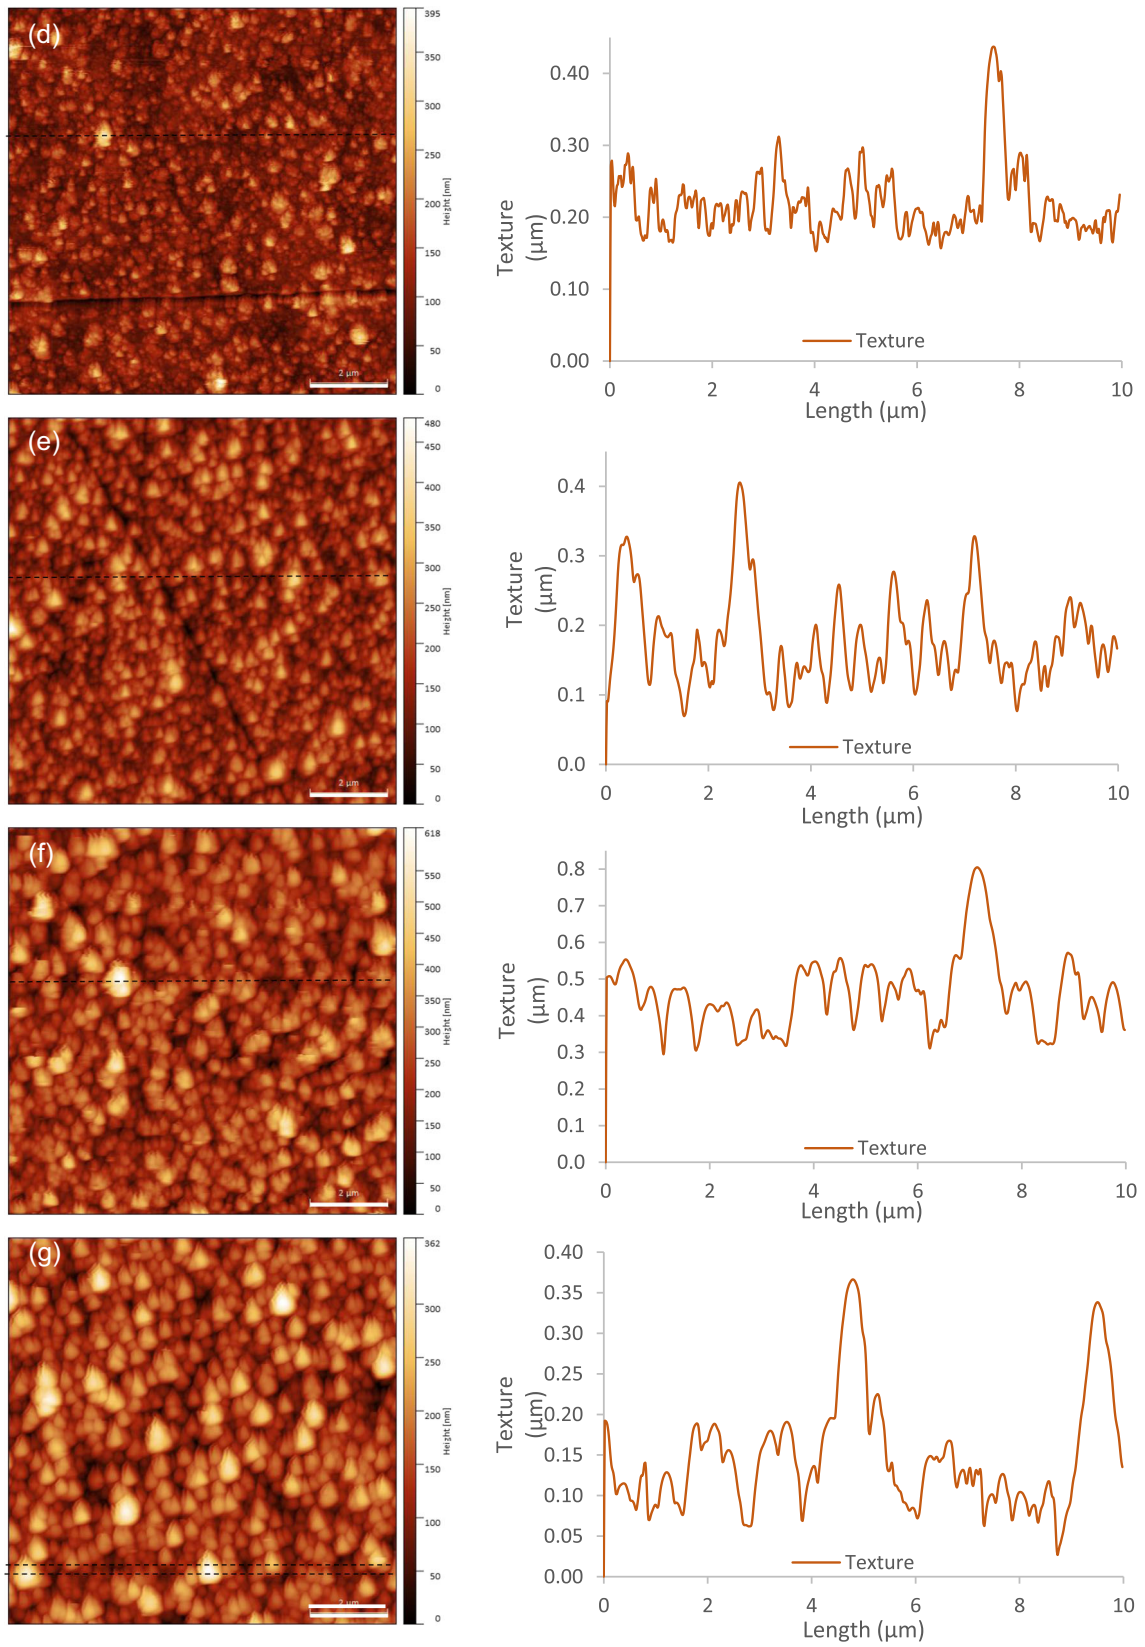 (d)
395
350
300
250
200
150
100
50
0
Height [nm]
2 µm
0.40
0.30
0.20
0.10
0.00
Texture
(µm)
Texture
0 2 4 6 8 10
Length (µm)
(e)
480
450
400
350
300
250
200
150
100
50
0
Height [nm]
2 µm
0.4
0.3
0.2
0.1
0.0
Texture
(µm)
Texture
0 2 4 6 8 10
Length (µm)
(f)
618
550
500
450
400
350
300
250
200
150
100
50
0
Height [nm]
2 µm
0.8
0.7
0.6
0.5
0.4
0.3
0.2
0.1
0.0
Texture
(µm)
Texture
0 2 4 6 8 10
Length (µm)
(g)
362
300
250
200
150
100
50
0
Height [nm]
2 µm
0.40
0.35
0.30
0.25
0.20
0.15
0.10
0.05
0.00
Texture
(µm)
Texture
0 2 4 6 8 10
Length (µm)